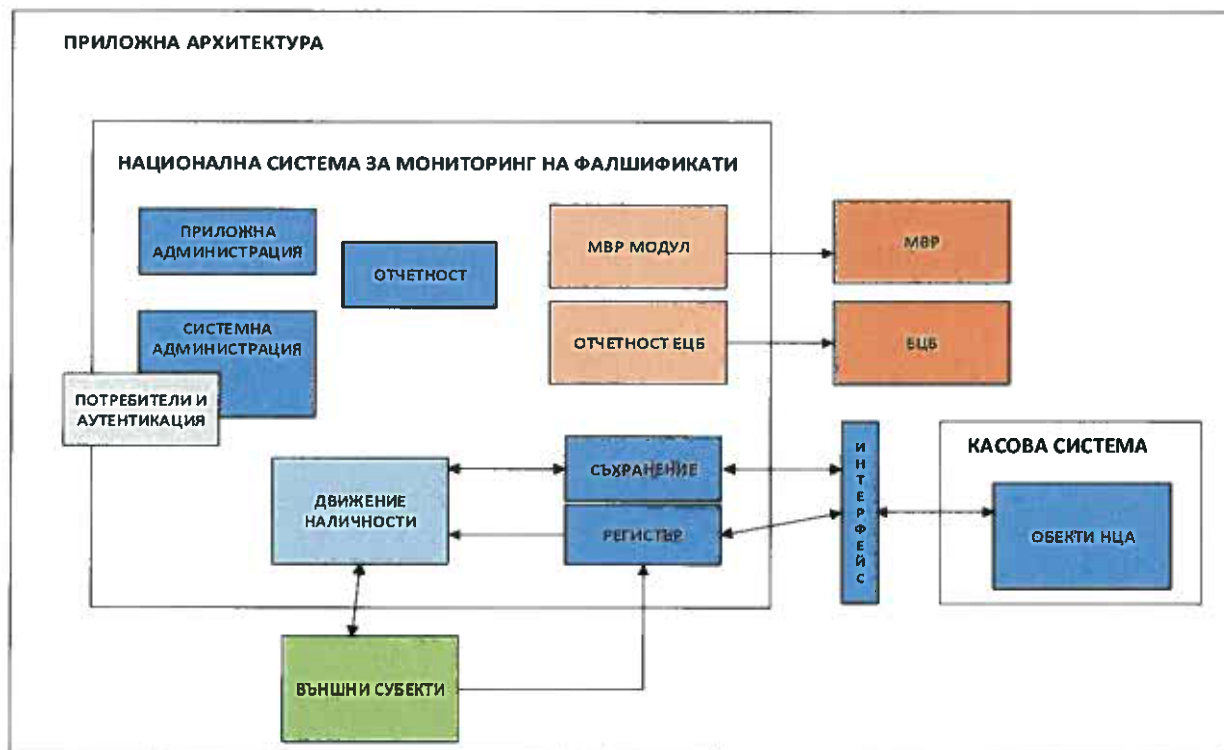 ПРИЛОЖНА АРХИТЕКТУРА
НАЦИОНАЛНА СИСТЕМА ЗА МОНИТОРИНГ НА ФАЛШИФИКАТИ
ПРИЛОЖНА
АДМИНИСТРАЦИЯ
ОТЧЕТНОСТ
МВР МОДУЛ
МВР
СИСТЕМНА
АДМИНИСТРАЦИЯ
ОТЧЕТНОСТ ЕЦБ
ЕЦБ
ПОТРЕБИТЕЛИ И
АУТЕНТИКАЦИЯ
ДВИЖЕНИЕ
НАЛИЧНОСТИ
СЪХРАНЕНИЕ
РЕГИСТЪР
ИНТЕРФЕЙС
КАСОВА СИСТЕМА
ОБЕКТИ НЦА
ВЪНШНИ СУБЕКТИ